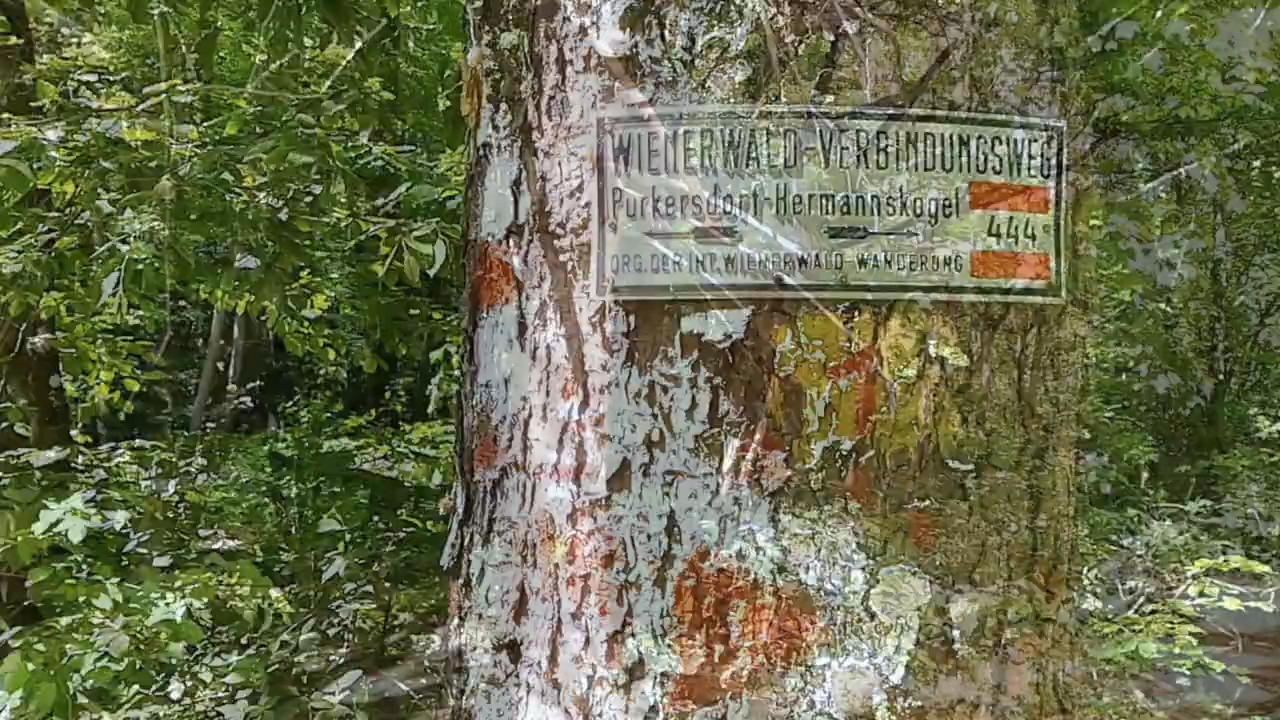 WIENERWALD-VERBINDUNGSWEG
Purkersdorf-Hermannskogel
444
ORG. DER INT. WIENERWALD-WANDERUNG